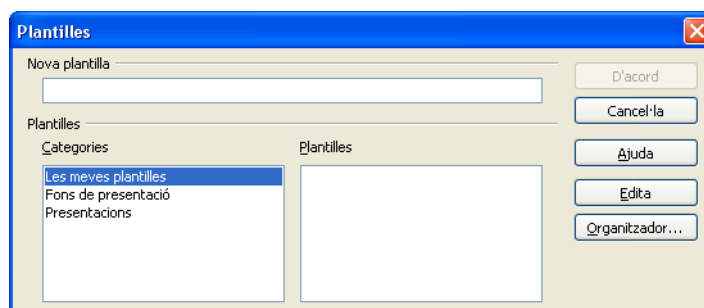 Plantilles
Nova plantilla
D'acord
Cancel·la
Plantilles
Categories
Plantilles
Ajuda
Les meves plantilles
Fons de presentació
Presentacions
Edita
Organitzador...